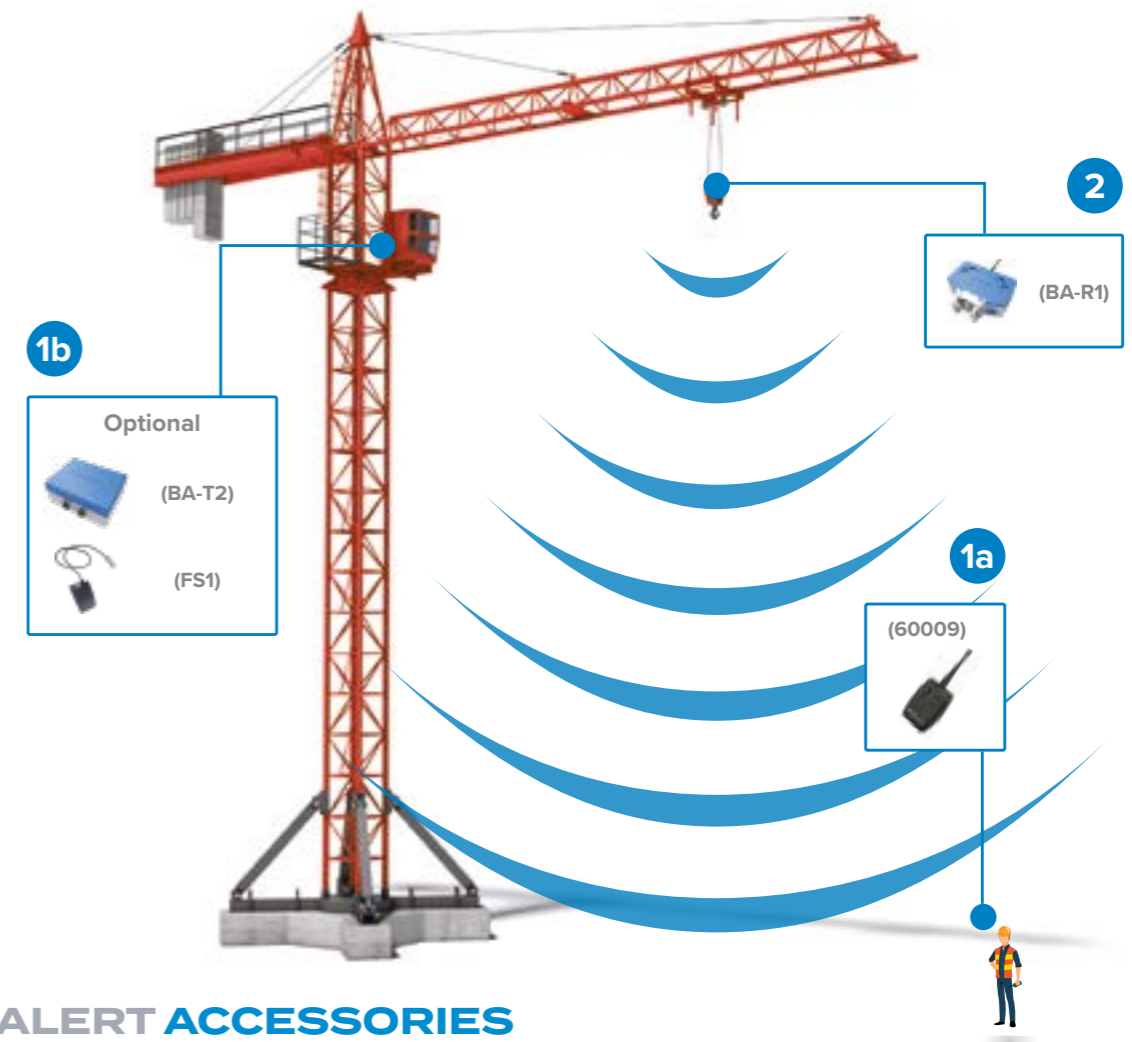 2
(BA-R1)
1b
Optional
(BA-T2)
(FS1)
1a
(60009)
ALERT ACCESSORIES